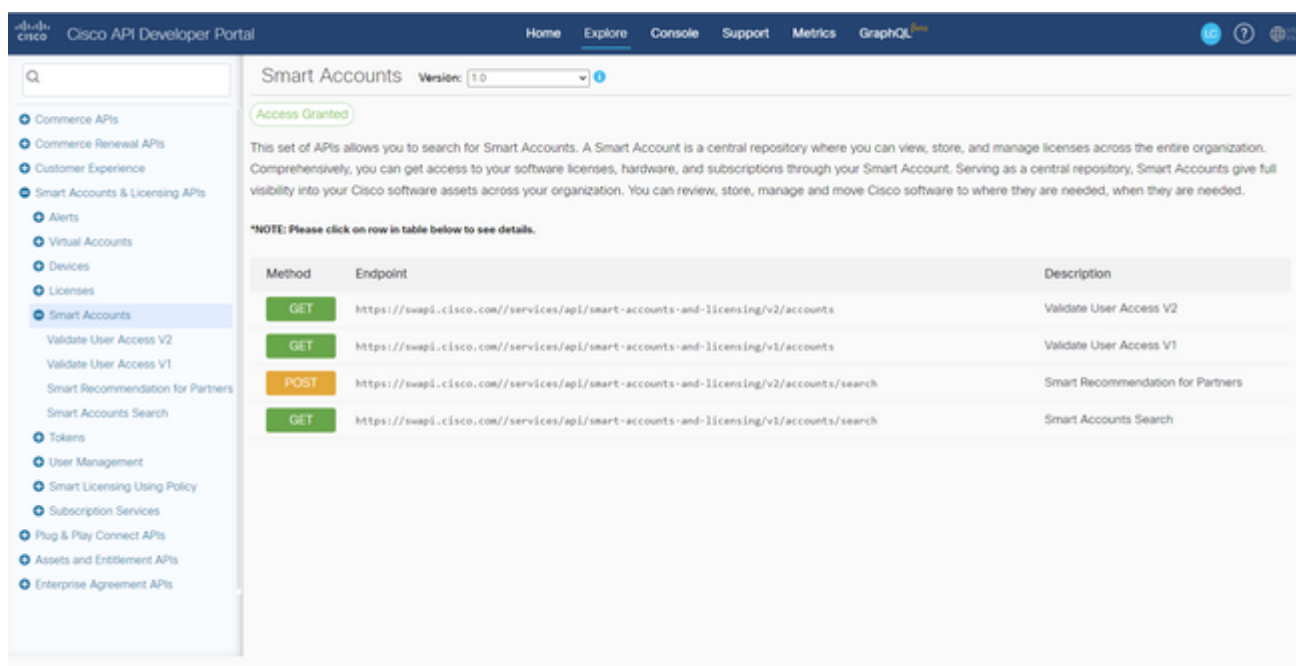 cisco Cisco API Developer Portal Home Explore Console Support Metrics GraphQL Beta LC ?
Smart Accounts Version: 1.0 i
Access Granted
This set of APIs allows you to search for Smart Accounts. A Smart Account is a central repository where you can view, store, and manage licenses across the entire organization.
Comprehensively, you can get access to your software licenses, hardware, and subscriptions through your Smart Account. Serving as a central repository, Smart Accounts give full
visibility into your Cisco software assets across your organization. You can review, store, manage and move Cisco software to where they are needed, when they are needed.
*NOTE: Please click on row in table below to see details.
Method Endpoint Description
GET https://swapi.cisco.com//services/api/smart-accounts-and-licensing/v2/accounts Validate User Access V2
GET https://swapi.cisco.com//services/api/smart-accounts-and-licensing/v1/accounts Validate User Access V1
POST https://swapi.cisco.com//services/api/smart-accounts-and-licensing/v2/accounts/search Smart Recommendation for Partners
GET https://swapi.cisco.com//services/api/smart-accounts-and-licensing/v1/accounts/search Smart Accounts Search
Commerce APIs
Commerce Renewal APIs
Customer Experience
Smart Accounts & Licensing APIs
Alerts
Virtual Accounts
Devices
Licenses
Smart Accounts
Validate User Access V2
Validate User Access V1
Smart Recommendation for Partners
Smart Accounts Search
Tokens
User Management
Smart Licensing Using Policy
Subscription Services
Plug & Play Connect APIs
Assets and Entitlement APIs
Enterprise Agreement APIs